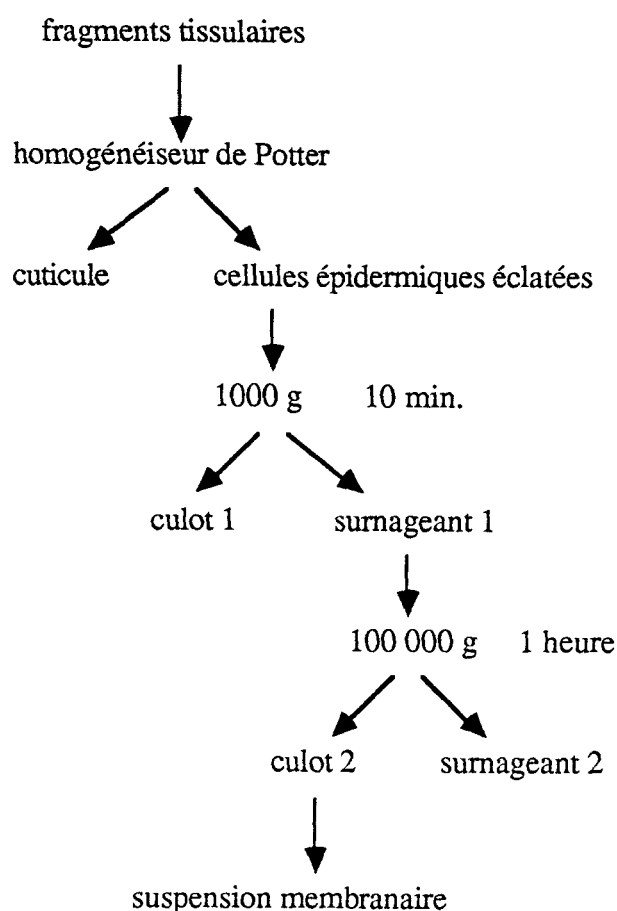 fragments tissulaires
homogénéiseur de Potter
cuticule cellules épidermiques éclatées
1000 g 10 min.
culot 1 surnageant 1
100 000 g 1 heure
culot 2 surnageant 2
suspension membranaire